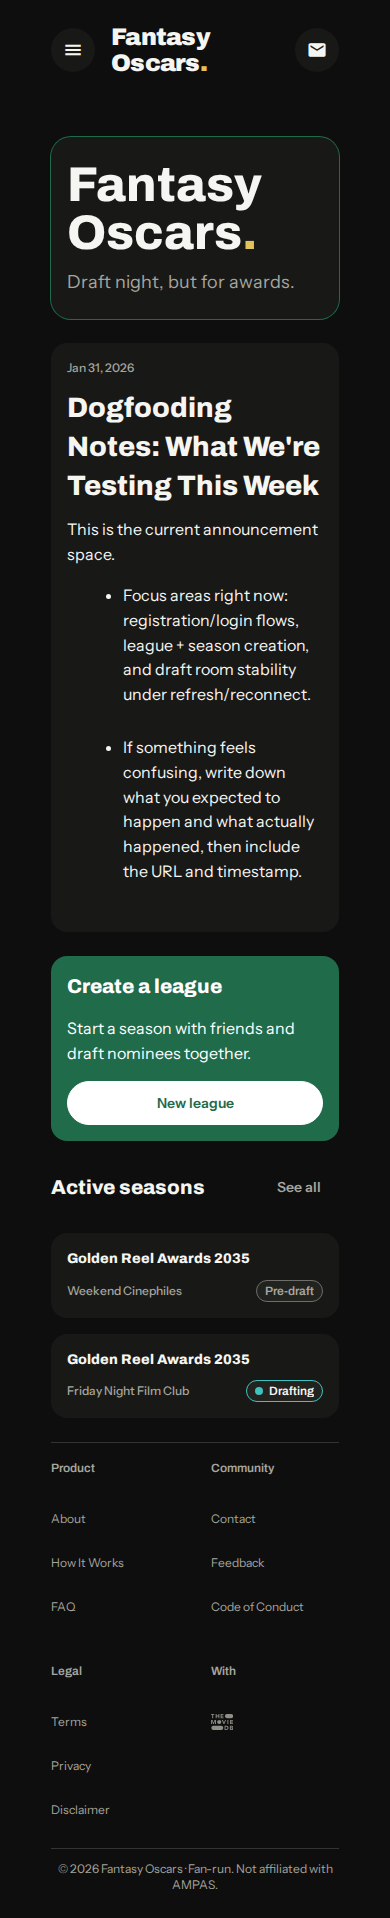 Fantasy
Oscars.
Fantasy
Oscars.
Draft night, but for awards.
Jan 31, 2026
Dogfooding
Notes: What We're
Testing This Week
This is the current announcement
space.
Focus areas right now:
registration/login flows,
league + season creation,
and draft room stability
under refresh/reconnect.
If something feels
confusing, write down
what you expected to
happen and what actually
happened, then include
the URL and timestamp.
Create a league
Start a season with friends and
draft nominees together.
New league
Active seasons
See all
Golden Reel Awards 2035
Weekend Cinephiles
Pre-draft
Golden Reel Awards 2035
Friday Night Film Club
Drafting
Product
About
How It Works
FAQ
Community
Contact
Feedback
Code of Conduct
Legal
Terms
Privacy
Disclaimer
With
THE
MOVIE
DB
© 2026 Fantasy Oscars · Fan-run. Not affiliated with
AMPAS.